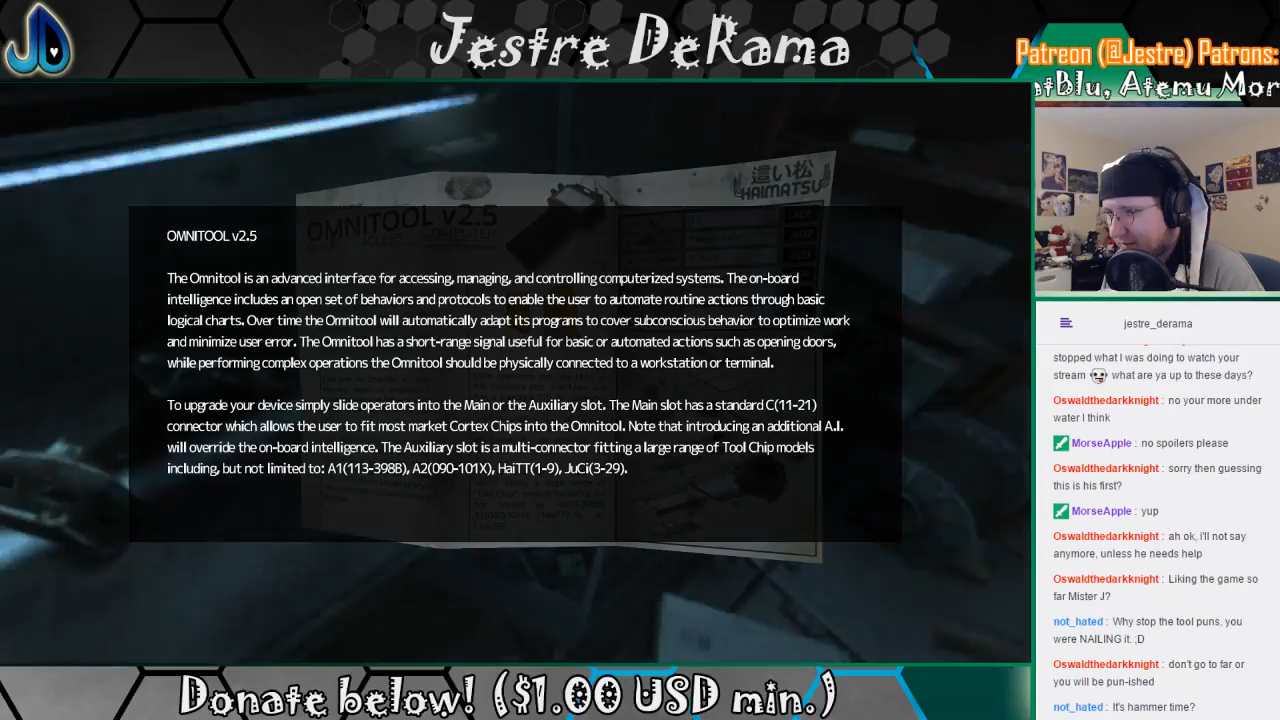 Jestre DeRama
JD
Patreon (@Jestre) Patrons:
tBlu, Atemu Mor
這い松
HAIMATSU
OMNITOOL v2.5
COMPUTER
OMNITOOL v2.5
The Omnitool is an advanced interface for accessing, managing, and controlling computerized systems. The on-board
intelligence includes an open set of behaviors and protocols to enable the user to automate routine actions through basic
logical charts. Over time the Omnitool will automatically adapt its programs to cover subconscious behavior to optimize work
and minimize user error. The Omnitool has a short-range signal useful for basic or automated actions such as opening doors,
while performing complex operations the Omnitool should be physically connected to a workstation or terminal.
To upgrade your device simply slide operators into the Main or the Auxiliary slot. The Main slot has a standard C(11-21)
connector which allows the user to fit most market Cortex Chips into the Omnitool. Note that introducing an additional A.I.
will override the on-board intelligence. The Auxiliary slot is a multi-connector fitting a large range of Tool Chip models
including, but not limited to: A1(113-398B), A2(090-101X), HaiTT(1-9), JuCi(3-29).
jestre_derama
stopped what I was doing to watch your
stream what are ya up to these days?
Oswaldthedarkknight : no your more under
water I think
MorseApple : no spoilers please
Oswaldthedarkknight : sorry then guessing
this is his first?
MorseApple : yup
Oswaldthedarkknight : ah ok, i'll not say
anymore, unless he needs help
Oswaldthedarkknight : Liking the game so
far Mister J?
not_hated : Why stop the tool puns, you
were NAILING it. ;D
Oswaldthedarkknight : don't go to far or
you will be pun-ished
not_hated : It's hammer time?
Donate below! ($1.00 USD min.)